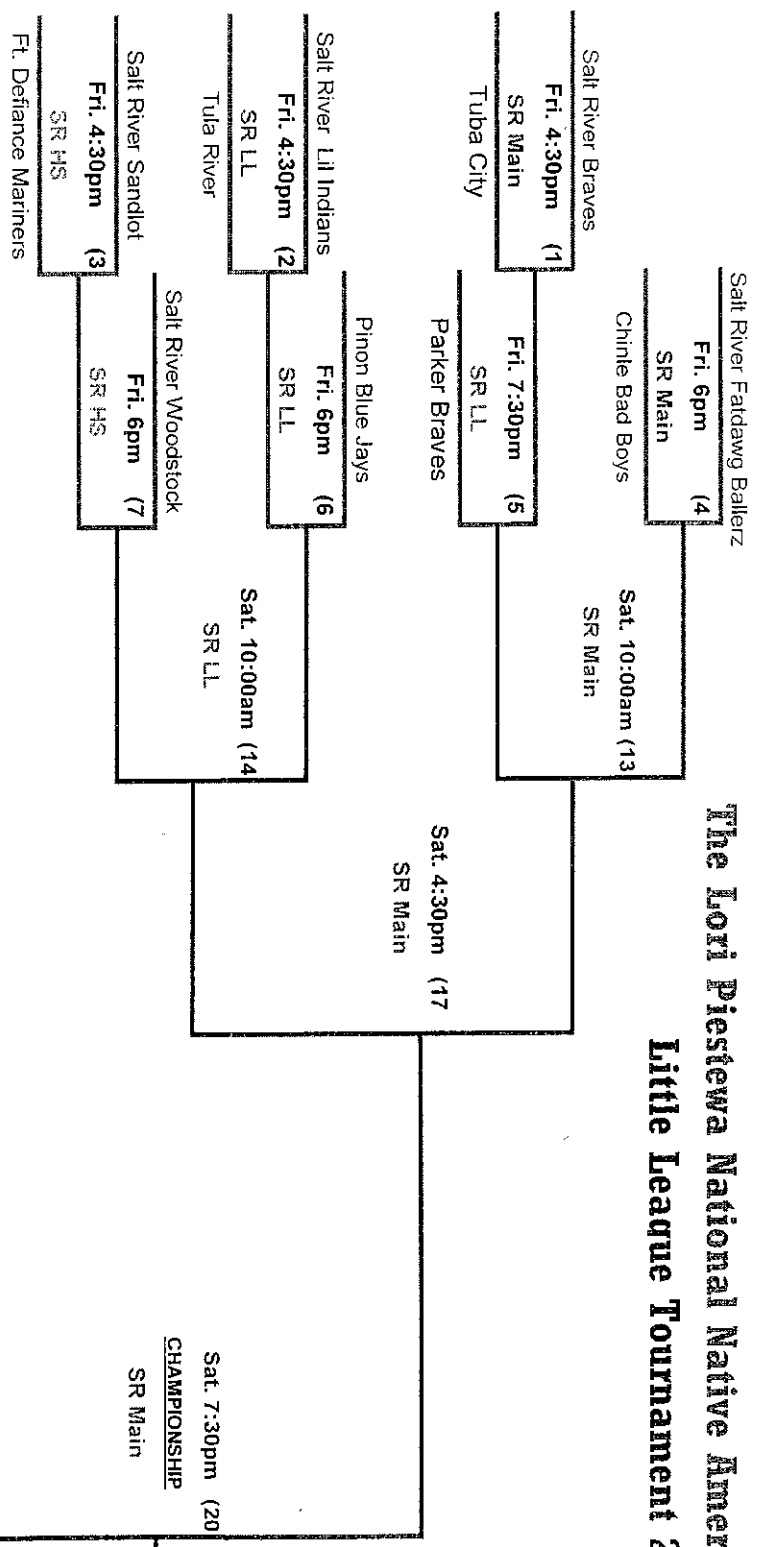 The Lori Piestewa National Native Amer
Little League Tournament 2
Salt River Fatdawg Ballerz
Fri. 6pm (4
SR Main
Chinle Bad Boys
Salt River Braves
Fri. 4:30pm (1
SR Main
Tuba City
Fri. 7:30pm (5
SR LL
Parker Braves
Sat. 10:00am (13
SR Main
Salt River Lil Indians
Fri. 4:30pm (2
SR LL
Tula River
Pinon Blue Jays
Fri. 6pm (6
SR LL
Salt River Sandlot
Fri. 4:30pm (3
SR HS
Ft. Defiance Mariners
Salt River Woodstock
Fri. 6pm (7
SR HS
Sat. 10:00am (14
SR LL
Sat. 4:30pm (17
SR Main
Sat. 7:30pm (20
CHAMPIONSHIP
SR Main